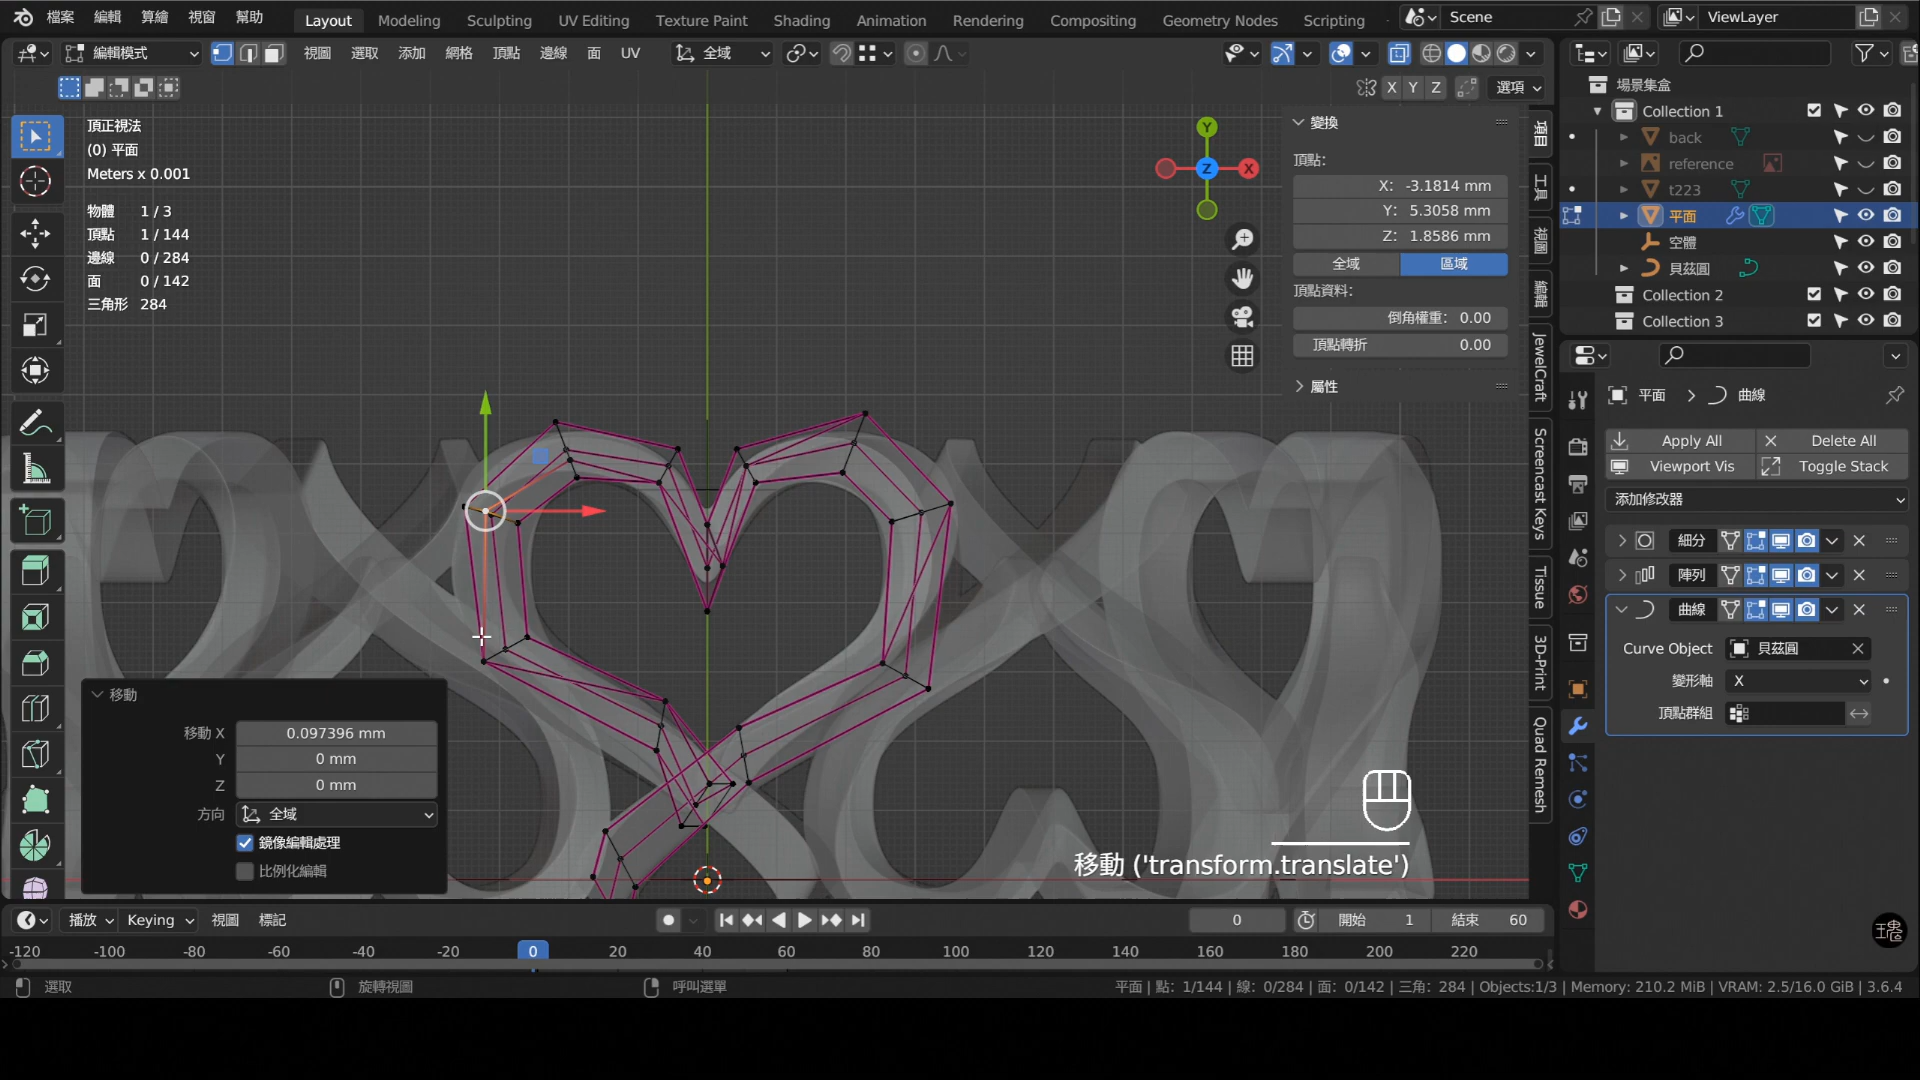 檔案 編輯 算繪 視窗 幫助 Layout Modeling Sculpting UV Editing Texture Paint Shading Animation Rendering Compositing Geometry Nodes Scripting Scene ViewLayer
編輯模式 視圖 選取 添加 網格 頂點 邊線 面 UV 全域
X Y Z 選項
頂正視法
(0) 平面
Meters x 0.001
物體 1 / 3
頂點 1 / 144
邊線 0 / 284
面 0 / 142
三角形 284
Y
Z X
變換
頂點:
X: -3.1814 mm
Y: 5.3058 mm
Z: 1.8586 mm
全域 區域
頂點資料:
倒角權重: 0.00
頂點轉折 0.00
屬性
項目
工具
視圖
編輯
JewelCraft
Screencast Keys
Tissue
3D-Print
Quad Remesh
場景集盒
Collection 1
back
reference
t223
平面
空體
貝茲圓
Collection 2
Collection 3
平面 > 曲線
Apply All Delete All
Viewport Vis Toggle Stack
添加修改器
細分
陣列
曲線
Curve Object 貝茲圓
變形軸 X
頂點群組
移動
移動 X 0.097396 mm
Y 0 mm
Z 0 mm
方向 全域
鏡像編輯處理
比例化編輯
移動 ('transform.translate')
播放 Keying 視圖 標記 0 開始 1 結束 60
-120 -100 -80 -60 -40 -20 0 20 40 60 80 100 120 140 160 180 200 220
選取 旋轉視圖 呼叫選單 平面 | 點: 1/144 | 線: 0/284 | 面: 0/142 | 三角: 284 | Objects:1/3 | Memory: 210.2 MiB | VRAM: 2.5/16.0 GiB | 3.6.4